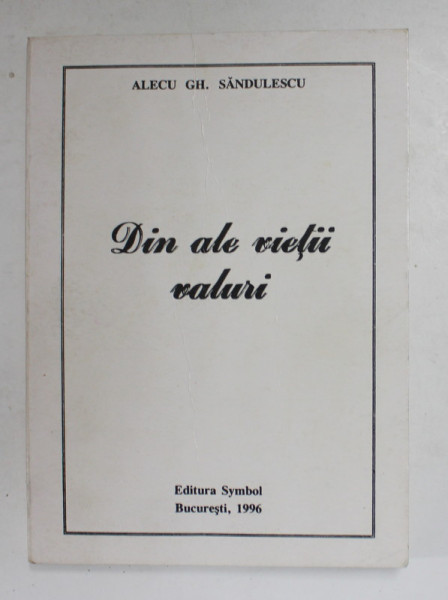 ALECU GH. SĂNDULESCU
Din ale vieţii
valuri
Editura Symbol
Bucureşti, 1996